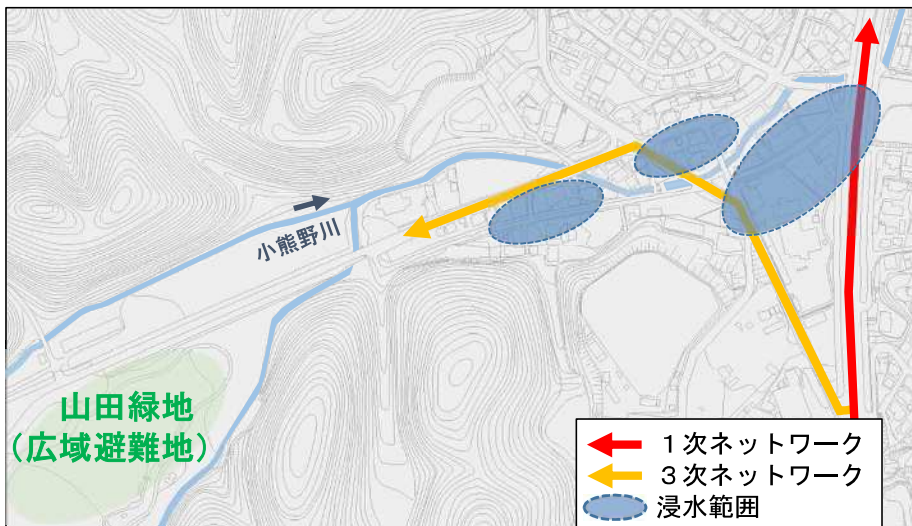 小熊野川
山田緑地
(広域避難地)
１次ネットワーク
３次ネットワーク
浸水範囲